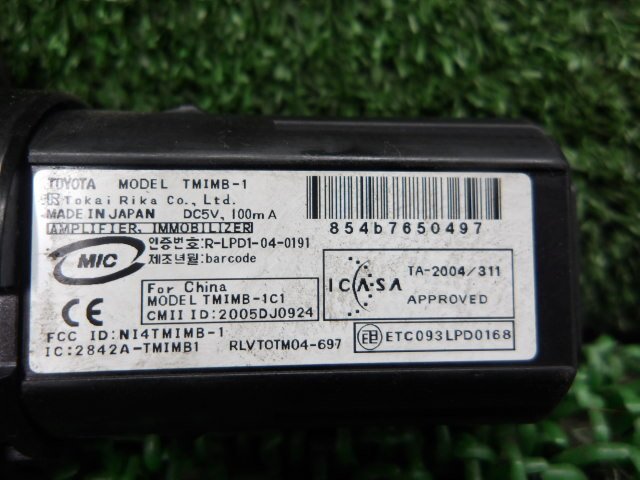 TOYOTA MODEL TMIMB-1
Tokai Rika Co., Ltd.
MADE IN JAPAN DC5V, 100mA
AMPLIFIER, IMMOBILIZER
854b7650497
MIC
인증번호:R-LPD1-04-0191
제조년월:barcode
For China
MODEL TMIMB-1C1
CMII ID:2005DJ0924
ICASA
TA-2004/311
APPROVED
CE
FCC ID:NI4TMIMB-1
IC:2842A-TMIMB1
RLVTOTM04-697
ETC093LPD0168